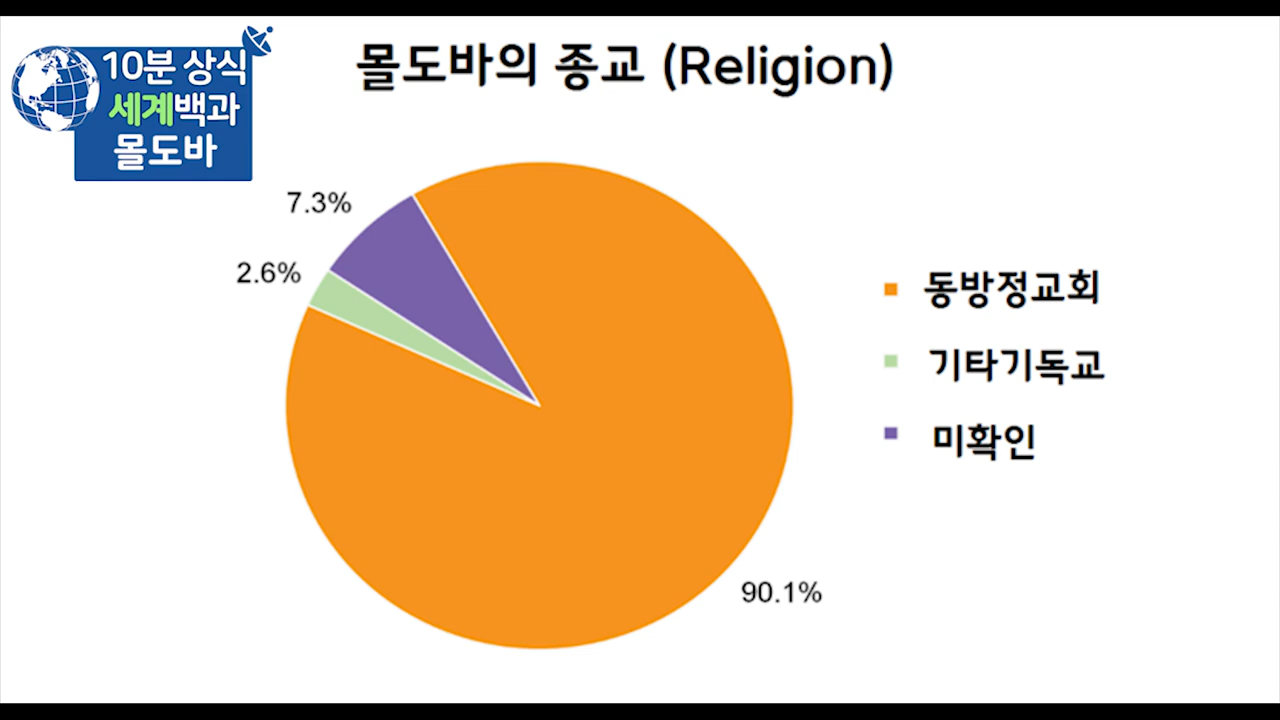 10분 상식
세계백과
몰도바
몰도바의 종교 (Religion)
7.3%
2.6%
90.1%
동방정교회
기타기독교
미확인